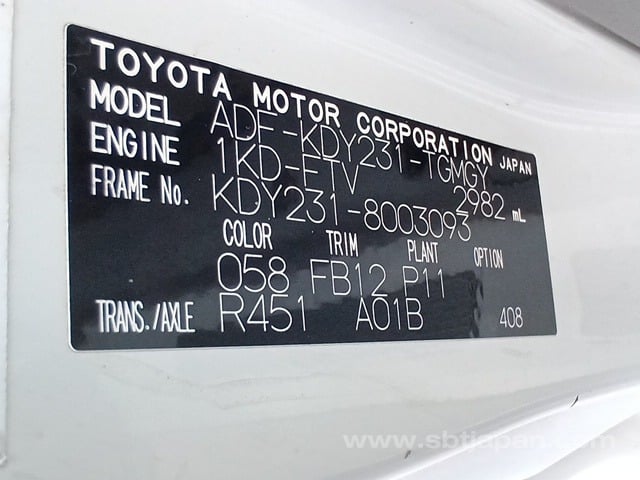 TOYOTA MOTOR CORPORATION JAPAN
MODEL ADF-KDY231-TGMGY
ENGINE 1KD-FTV 2982 mL
FRAME No. KDY231-8003093
COLOR TRIM PLANT OPTION
058 FB12 P11
TRANS./AXLE R451 A01B 408
www.sbtjapan.com